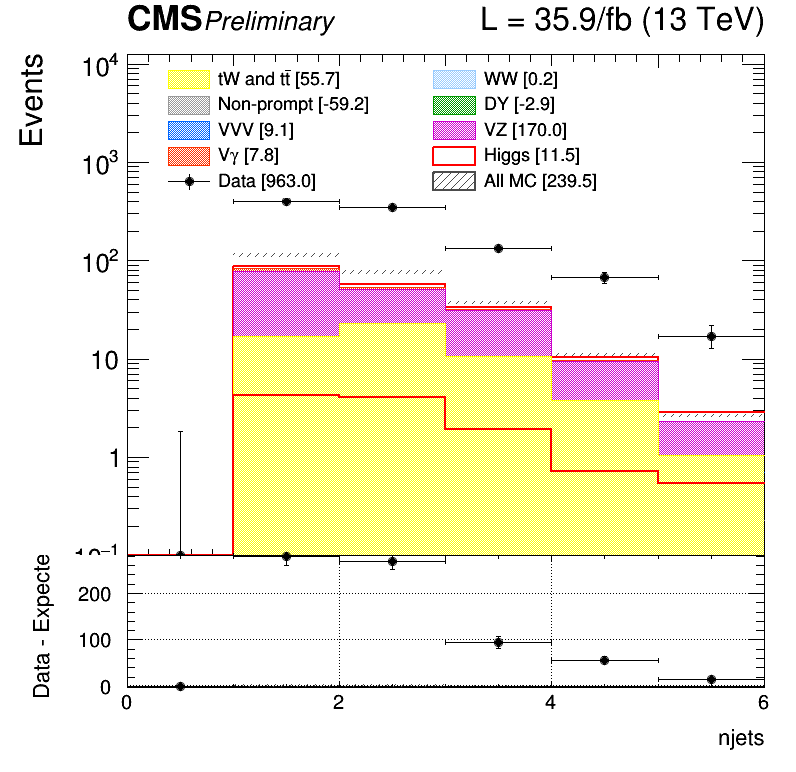 CMS Preliminary L = 35.9/fb (13 TeV)
Events
10⁴
10³
10²
10
1
tW and tt̄ [55.7]
Non-prompt [-59.2]
VVV [9.1]
Vγ [7.8]
Data [963.0]
WW [0.2]
DY [-2.9]
VZ [170.0]
Higgs [11.5]
All MC [239.5]
Data - Expecte
200
100
0
0 2 4 6
njets